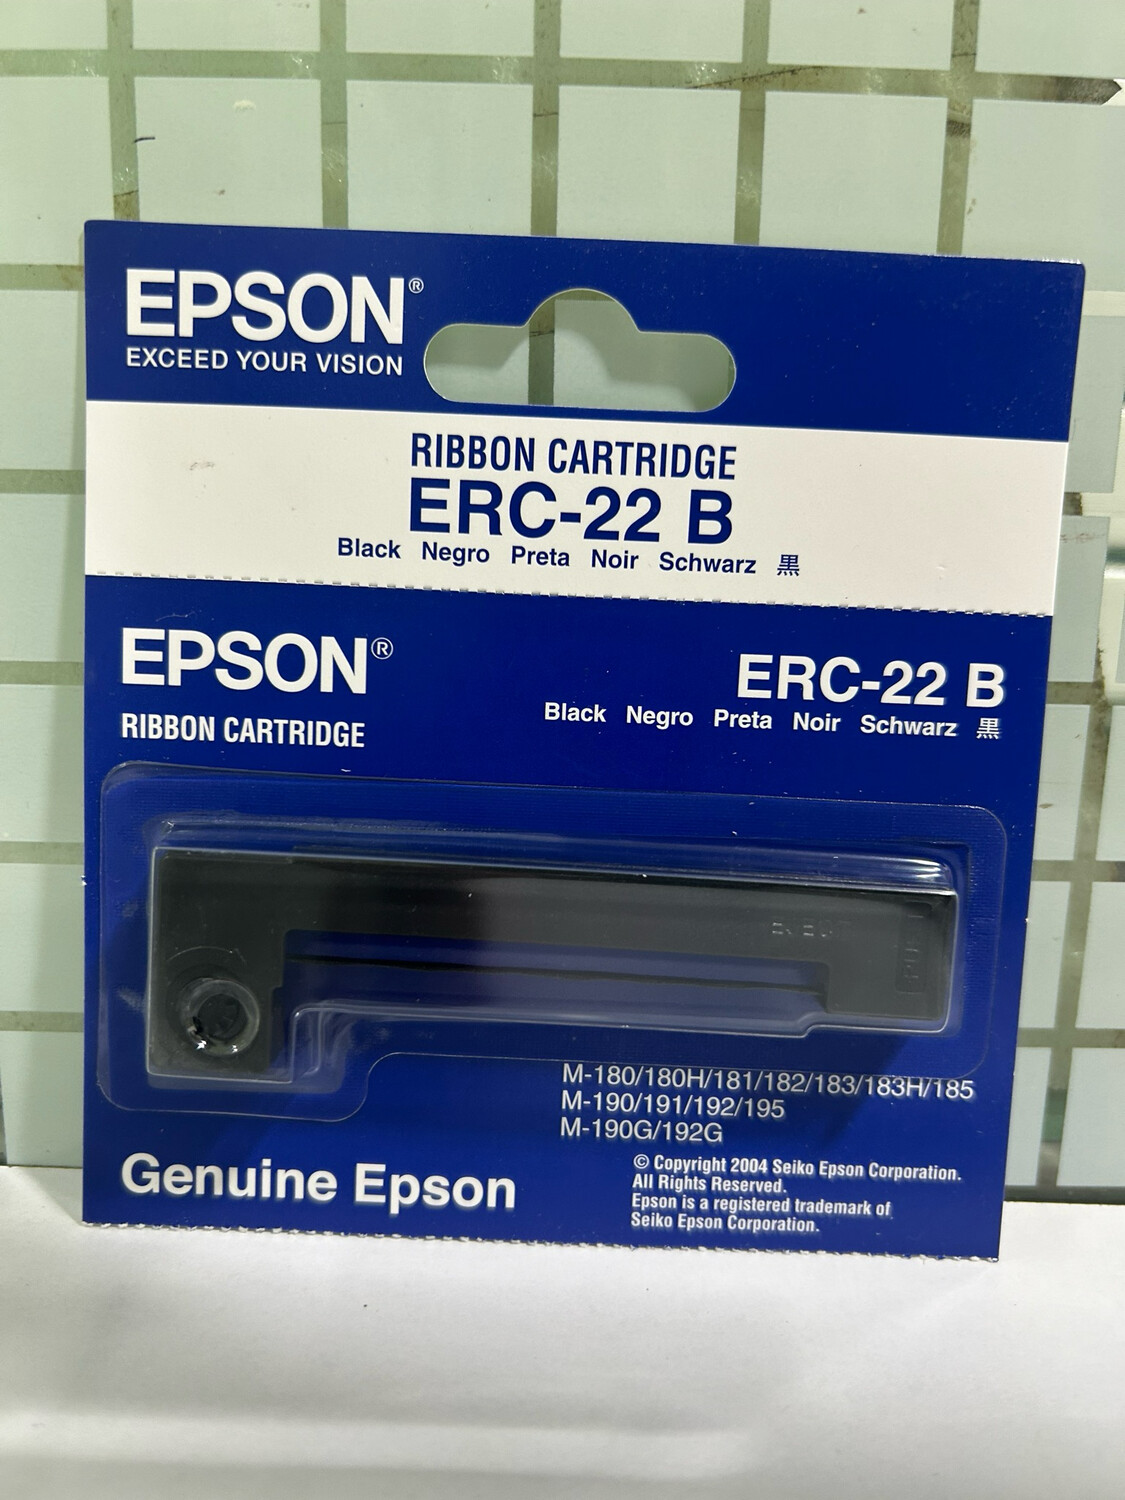 EPSON®
EXCEED YOUR VISION
RIBBON CARTRIDGE
ERC-22 B
Black Negro Preta Noir Schwarz 黒
EPSON®
RIBBON CARTRIDGE
ERC-22 B
Black Negro Preta Noir Schwarz 黒
M-180/180H/181/182/183/183H/185
M-190/191/192/195
M-190G/192G
Genuine Epson
© Copyright 2004 Seiko Epson Corporation.
All Rights Reserved.
Epson is a registered trademark of
Seiko Epson Corporation.